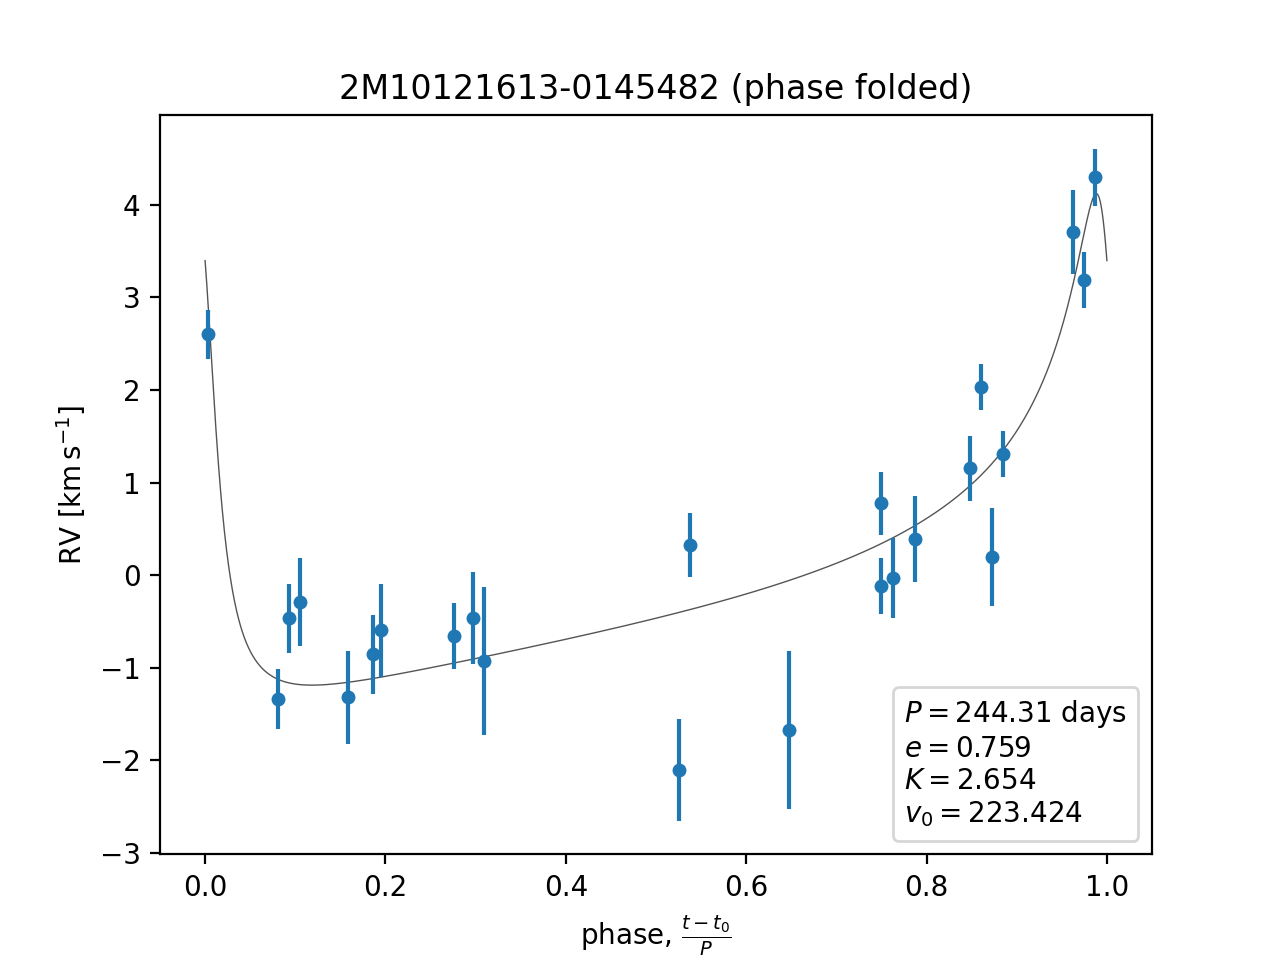 2M10121613-0145482 (phase folded)
RV [km s⁻¹]
4
3
2
1
0
−1
−2
−3
P = 244.31 days
e = 0.759
K = 2.654
v₀ = 223.424
0.0 0.2 0.4 0.6 0.8 1.0
phase, (t − t₀)/P